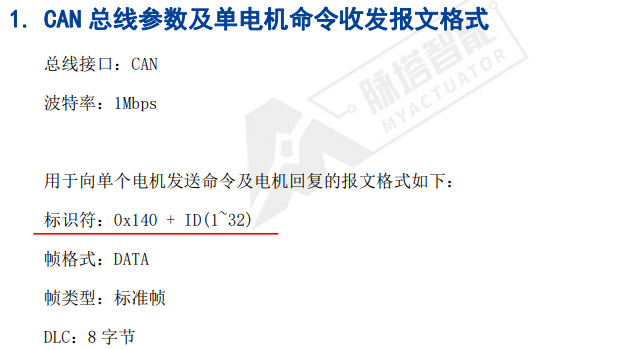 1. CAN 总线参数及单电机命令收发报文格式
总线接口：CAN
波特率：1Mbps
用于向单个电机发送命令及电机回复的报文格式如下：
标识符：0x140 + ID(1~32)
帧格式：DATA
帧类型：标准帧
DLC：8 字节
脉塔智能
MYACTUATOR